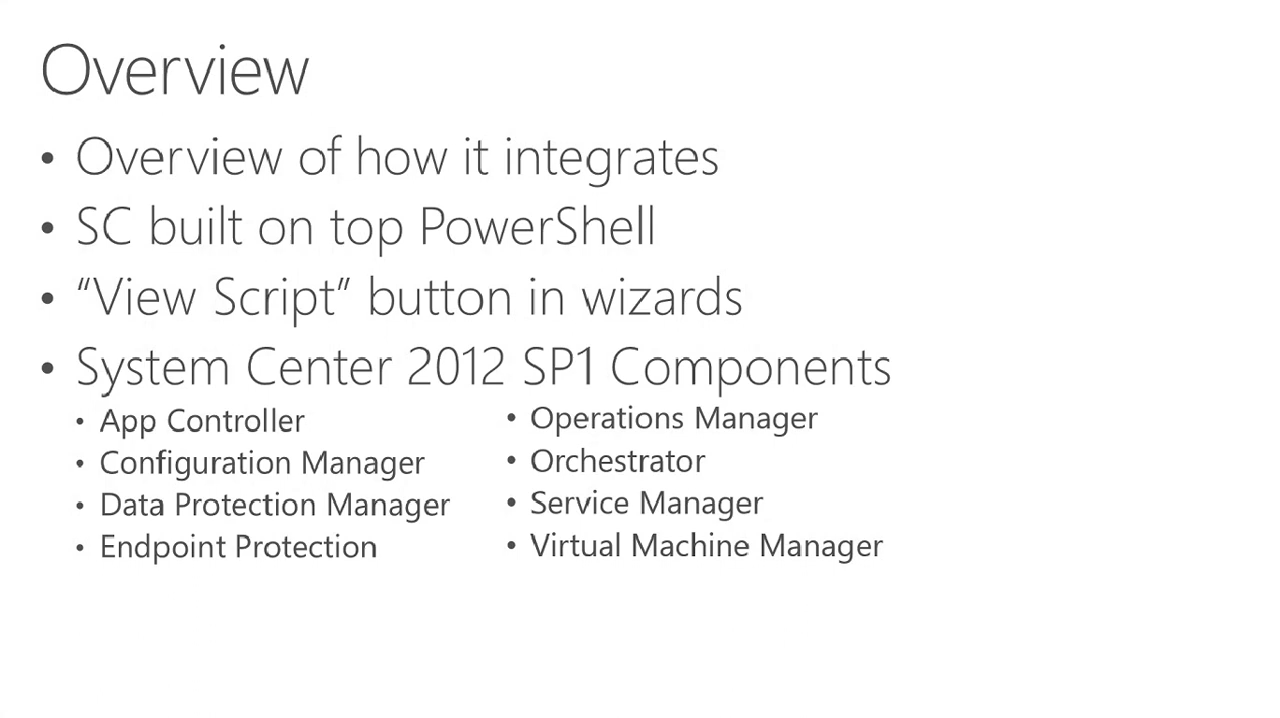 Overview
• Overview of how it integrates
• SC built on top PowerShell
• “View Script” button in wizards
• System Center 2012 SP1 Components
• App Controller
• Configuration Manager
• Data Protection Manager
• Endpoint Protection
• Operations Manager
• Orchestrator
• Service Manager
• Virtual Machine Manager